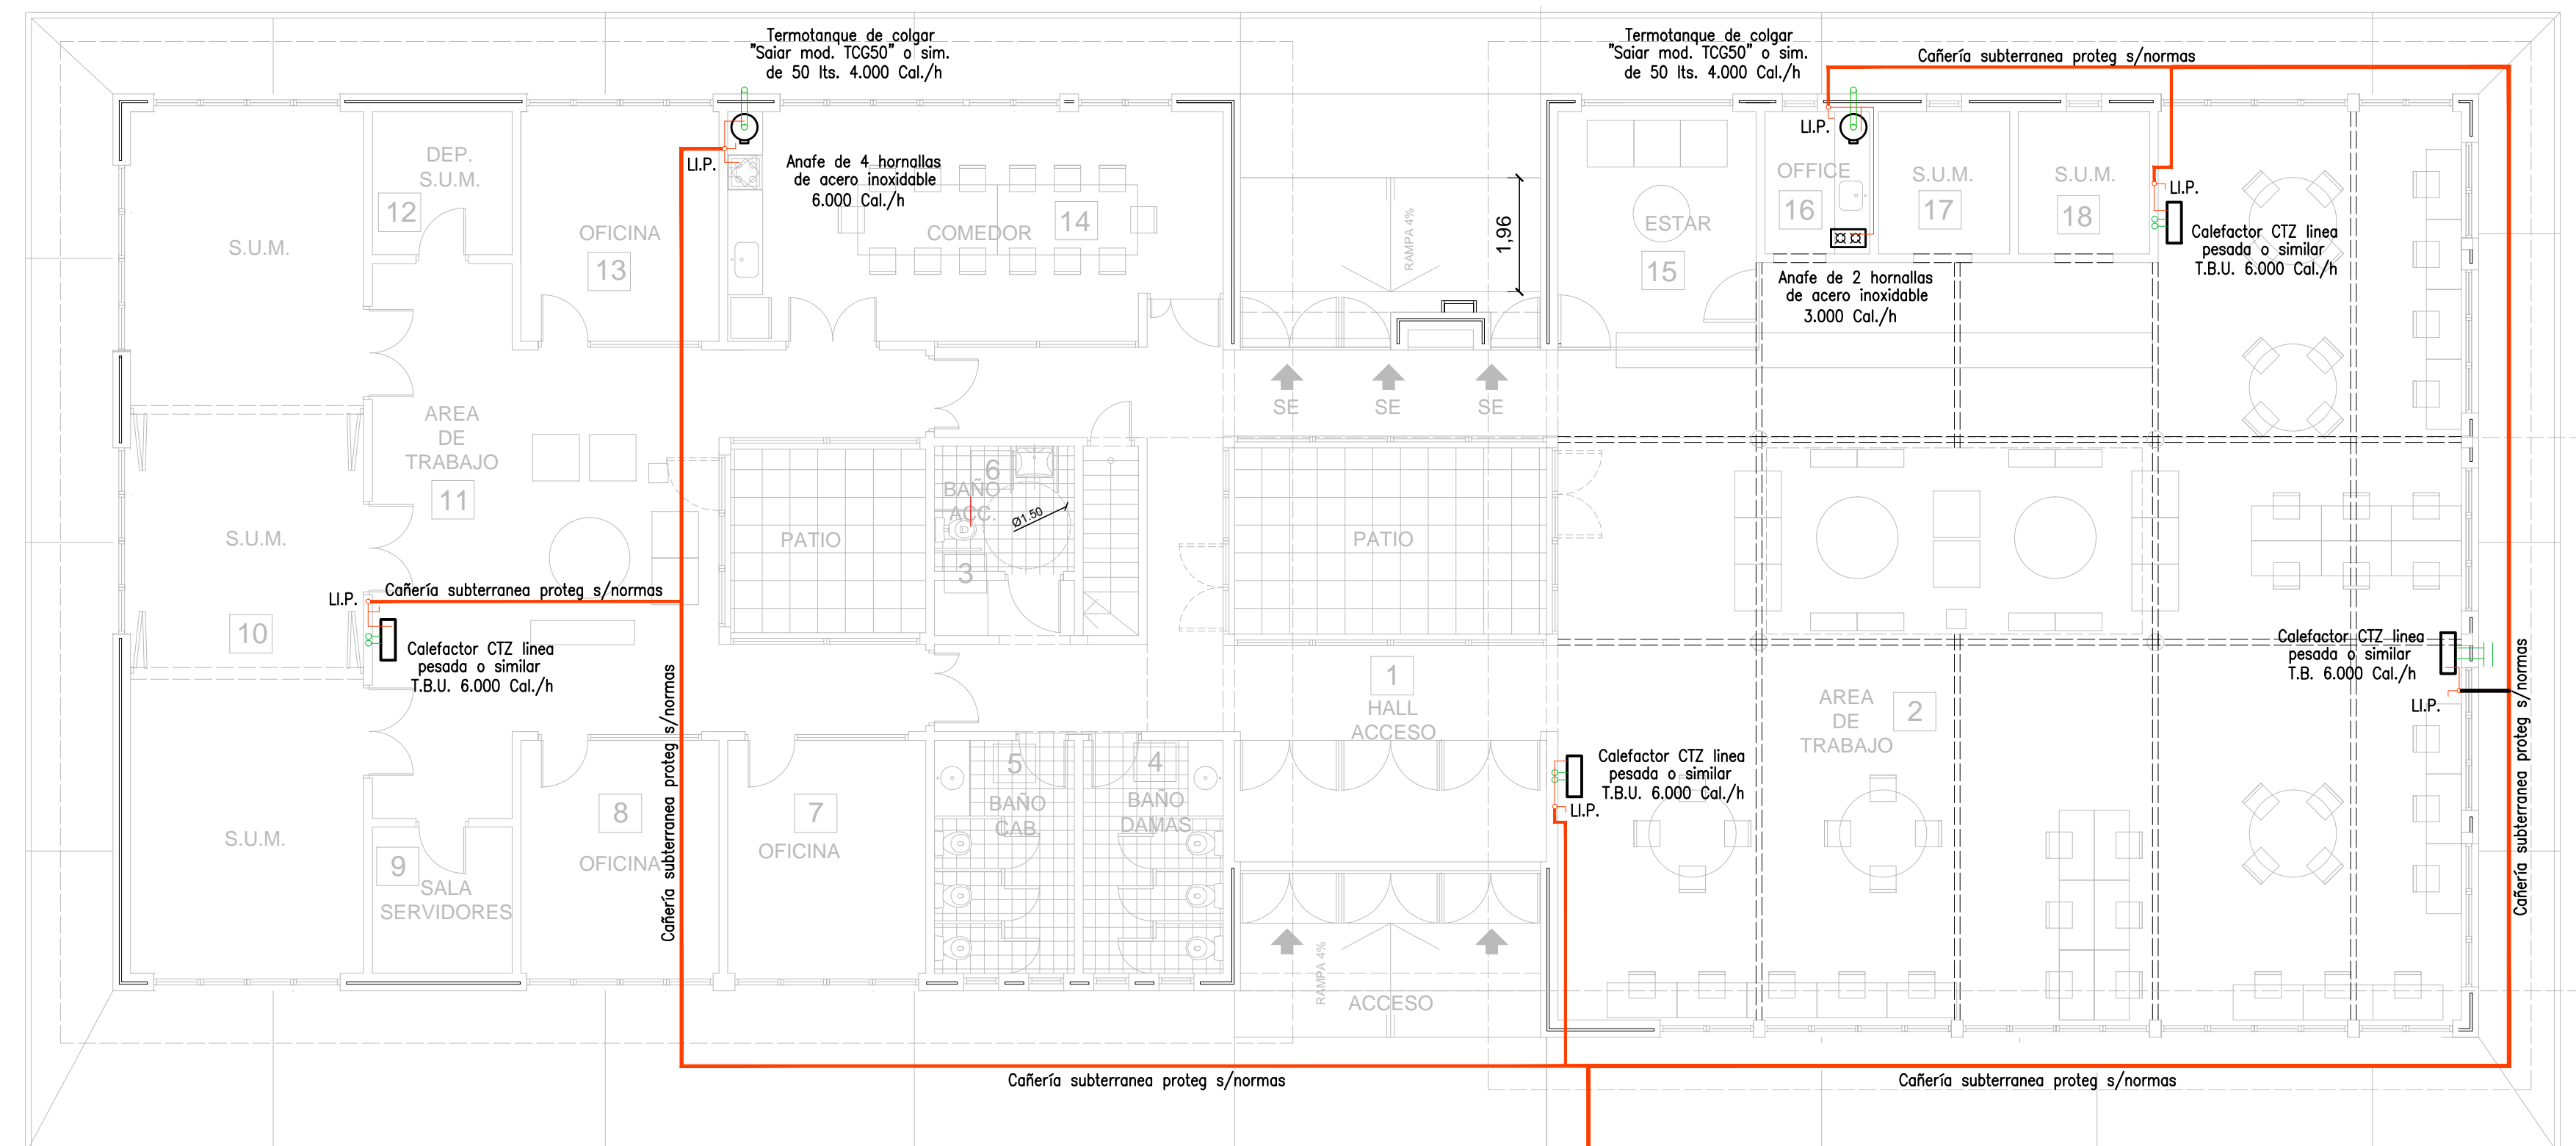 Termotanque de colgar
"Saiar mod. TCG50" o sim.
de 50 lts. 4.000 Cal./h
Termotanque de colgar
"Saiar mod. TCG50" o sim.
de 50 lts. 4.000 Cal./h
Cañería subterranea proteg s/normas
DEP.
S.U.M.
12
S.U.M.
OFICINA
13
LI.P.
Anafe de 4 hornallas
de acero inoxidable
6.000 Cal./h
COMEDOR
14
RAMPA 4%
1,96
ESTAR
15
LI.P.
OFFICE
16
S.U.M.
17
S.U.M.
18
LI.P.
Calefactor CTZ linea
pesada o similar
T.B.U. 6.000 Cal./h
Anafe de 2 hornallas
de acero inoxidable
3.000 Cal./h
SE
SE
SE
AREA
DE
TRABAJO
11
S.U.M.
10
PATIO
6
BAÑO
ACC.
Ø1.50
3
PATIO
LI.P.
Cañería subterranea proteg s/normas
Calefactor CTZ linea
pesada o similar
T.B.U. 6.000 Cal./h
Cañería subterranea proteg s/normas
1
HALL
ACCESO
AREA
DE
TRABAJO
2
Calefactor CTZ linea
pesada o similar
T.B. 6.000 Cal./h
LI.P.
Cañería subterranea proteg s/normas
Calefactor CTZ linea
pesada o similar
T.B.U. 6.000 Cal./h
LI.P.
S.U.M.
9
SALA
SERVIDORES
8
OFICINA
7
OFICINA
5
BAÑO
CAB.
4
BAÑO
DAMAS
RAMPA 4%
ACCESO
Cañería subterranea proteg s/normas
Cañería subterranea proteg s/normas